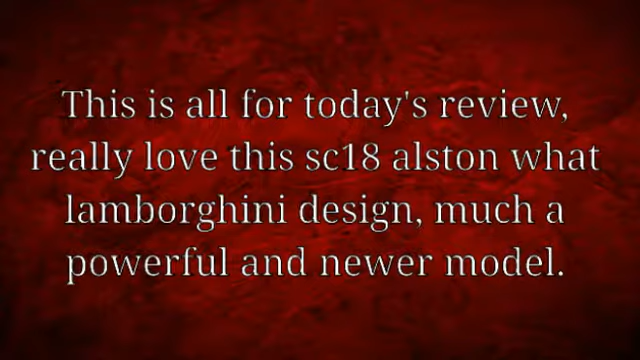 This is all for today's review,
really love this sc18 alston what
lamborghini design, much a
powerful and newer model.